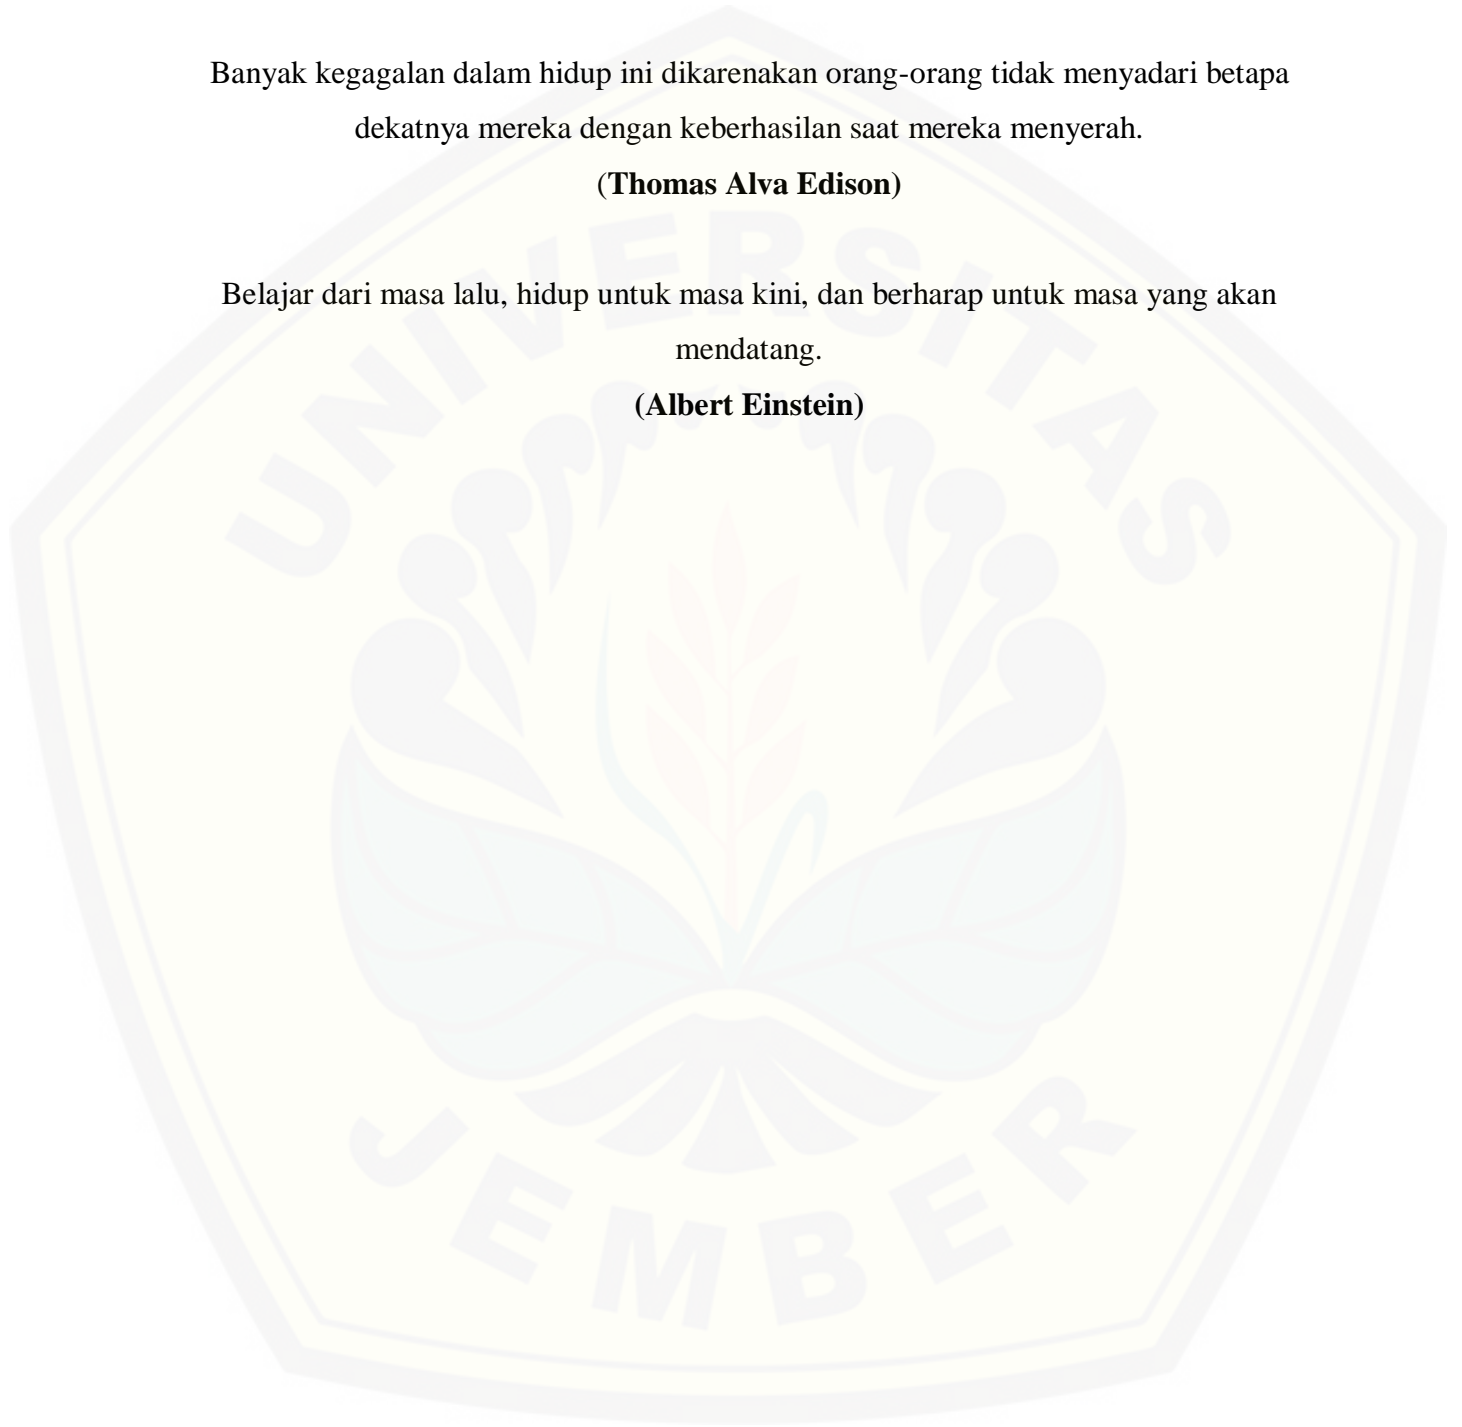 Banyak kegagalan dalam hidup ini dikarenakan orang-orang tidak menyadari betapa
dekatnya mereka dengan keberhasilan saat mereka menyerah.
(Thomas Alva Edison)
Belajar dari masa lalu, hidup untuk masa kini, dan berharap untuk masa yang akan
mendatang.
(Albert Einstein)
UNIVERSITAS
JEMBER